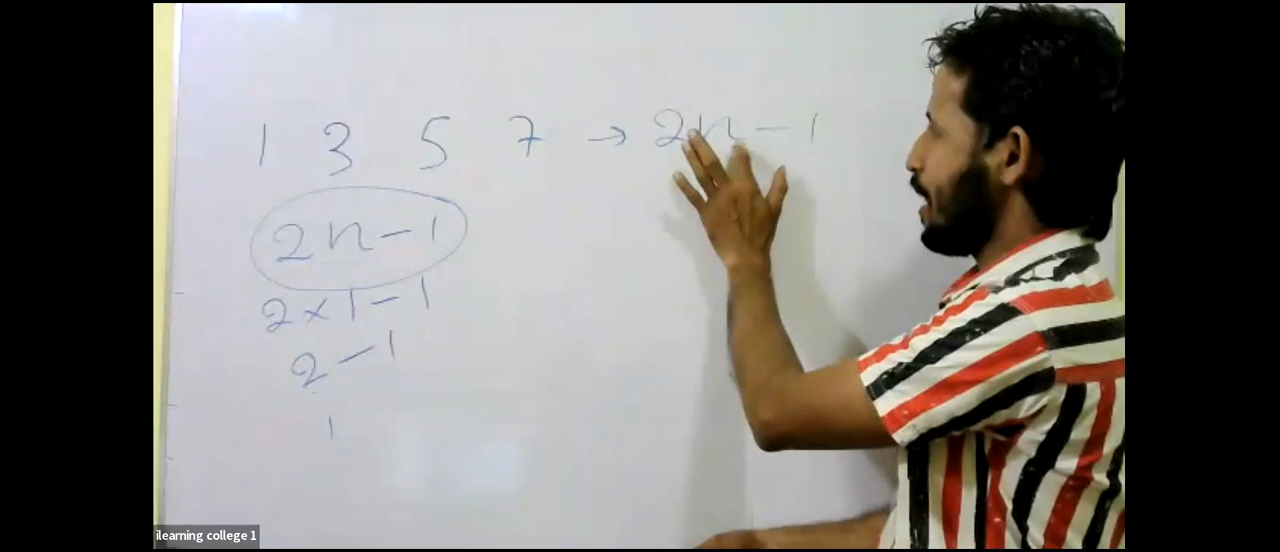 1 3 5 7 → 2n - 1
2n - 1
2 × 1 - 1
2 - 1
1
ilearning college 1